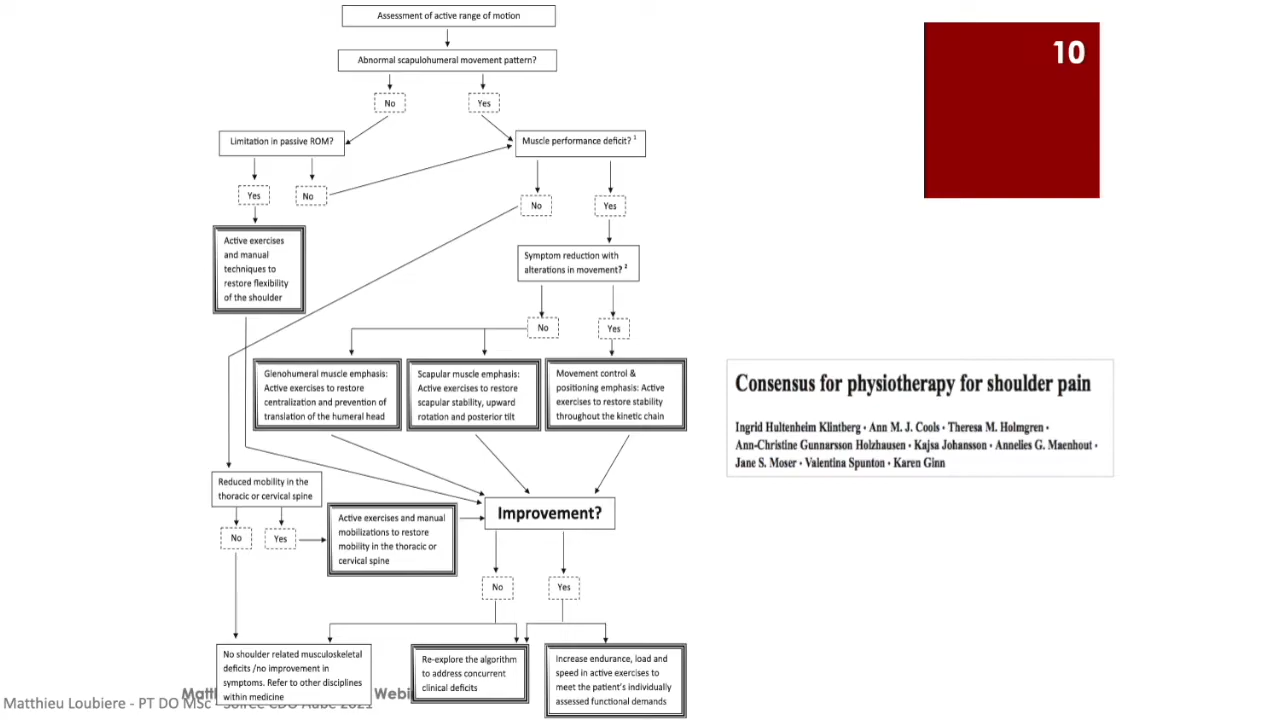 Assessment of active range of motion
10
Abnormal scapulohumeral movement pattern?
No
Yes
Limitation in passive ROM?
Muscle performance deficit? 1
Yes
No
No
Yes
Active exercises
and manual
techniques to
restore flexibility
of the shoulder
Symptom reduction with
alterations in movement? 2
No
Yes
Glenohumeral muscle emphasis:
Active exercises to restore
centralization and prevention of
translation of the humeral head
Scapular muscle emphasis:
Active exercises to restore
scapular stability, upward
rotation and posterior tilt
Movement control &
positioning emphasis: Active
exercises to restore stability
throughout the kinetic chain
Consensus for physiotherapy for shoulder pain
Ingrid Hultenheim Klintberg · Ann M. J. Cools · Theresa M. Holmgren ·
Ann-Christine Gunnarsson Holzhausen · Kajsa Johansson · Annelies G. Maenhout ·
Jane S. Moser · Valentina Spunton · Karen Ginn
Reduced mobility in the
thoracic or cervical spine
No
Yes
Active exercises and manual
mobilizations to restore
mobility in the thoracic or
cervical spine
Improvement?
No
Yes
No shoulder related musculoskeletal
deficits /no improvement in
symptoms. Refer to other disciplines
within medicine
Re-explore the algorithm
to address concurrent
clinical deficits
Increase endurance, load and
speed in active exercises to
meet the patient's individually
assessed functional demands
Matthieu Loubiere - PT DO MSc - Soirée CDO Aube 2021